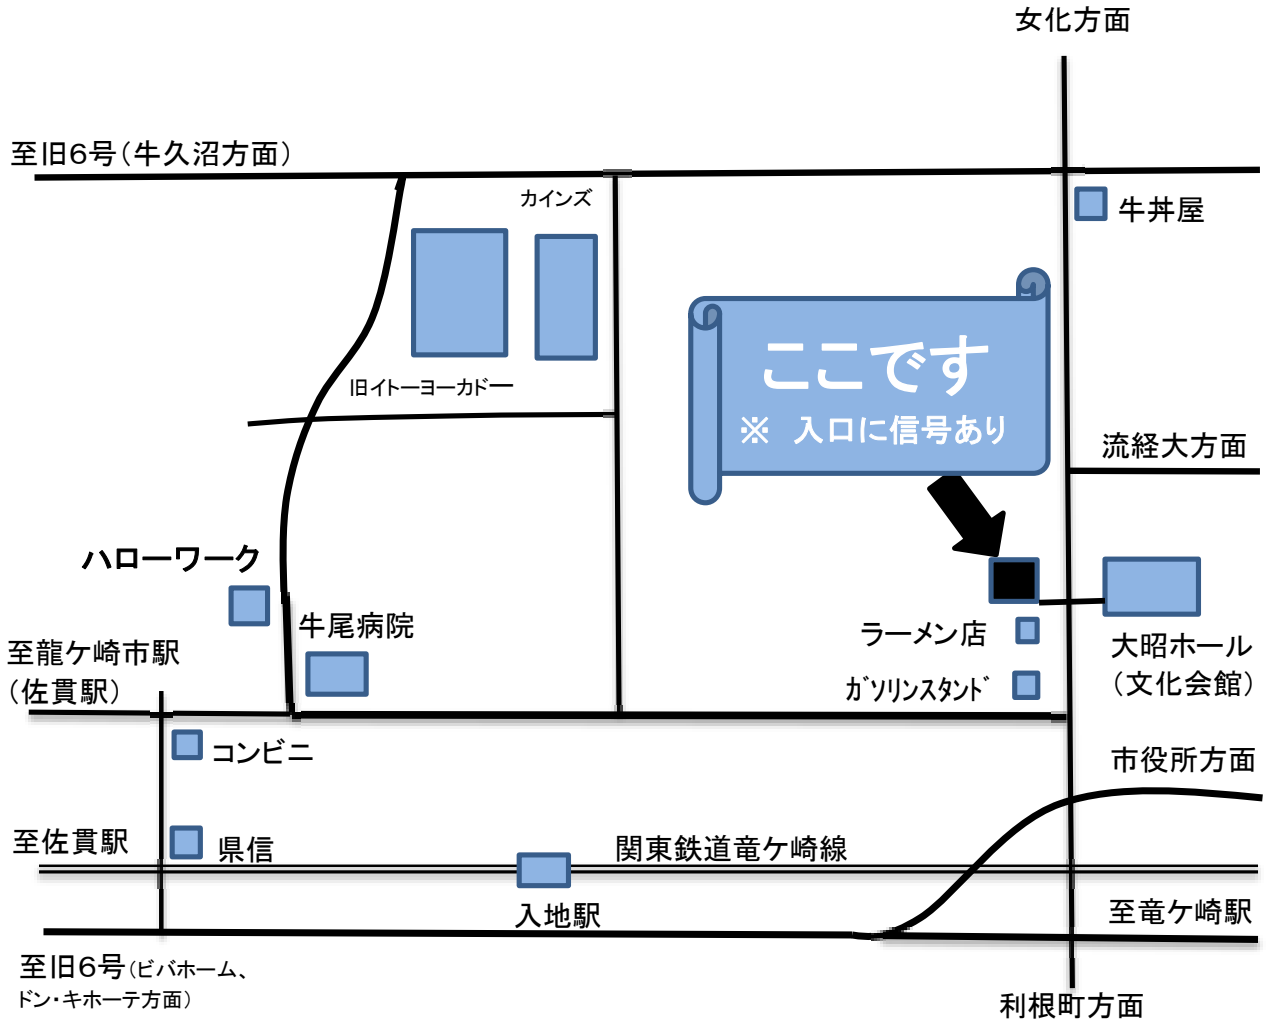 女化方面
至旧6号（牛久沼方面）
カインズ
牛丼屋
ここです
※　入口に信号あり
旧イトーヨーカドー
流経大方面
ハローワーク
牛尾病院
ラーメン店
至龍ケ崎市駅
（佐貫駅）
大昭ホール
（文化会館）
ｶﾞｿﾘﾝｽﾀﾝﾄﾞ
コンビニ
市役所方面
至佐貫駅
県信
関東鉄道竜ケ崎線
入地駅
至竜ケ崎駅
至旧6号（ビバホーム、
ドン・キホーテ方面）
利根町方面